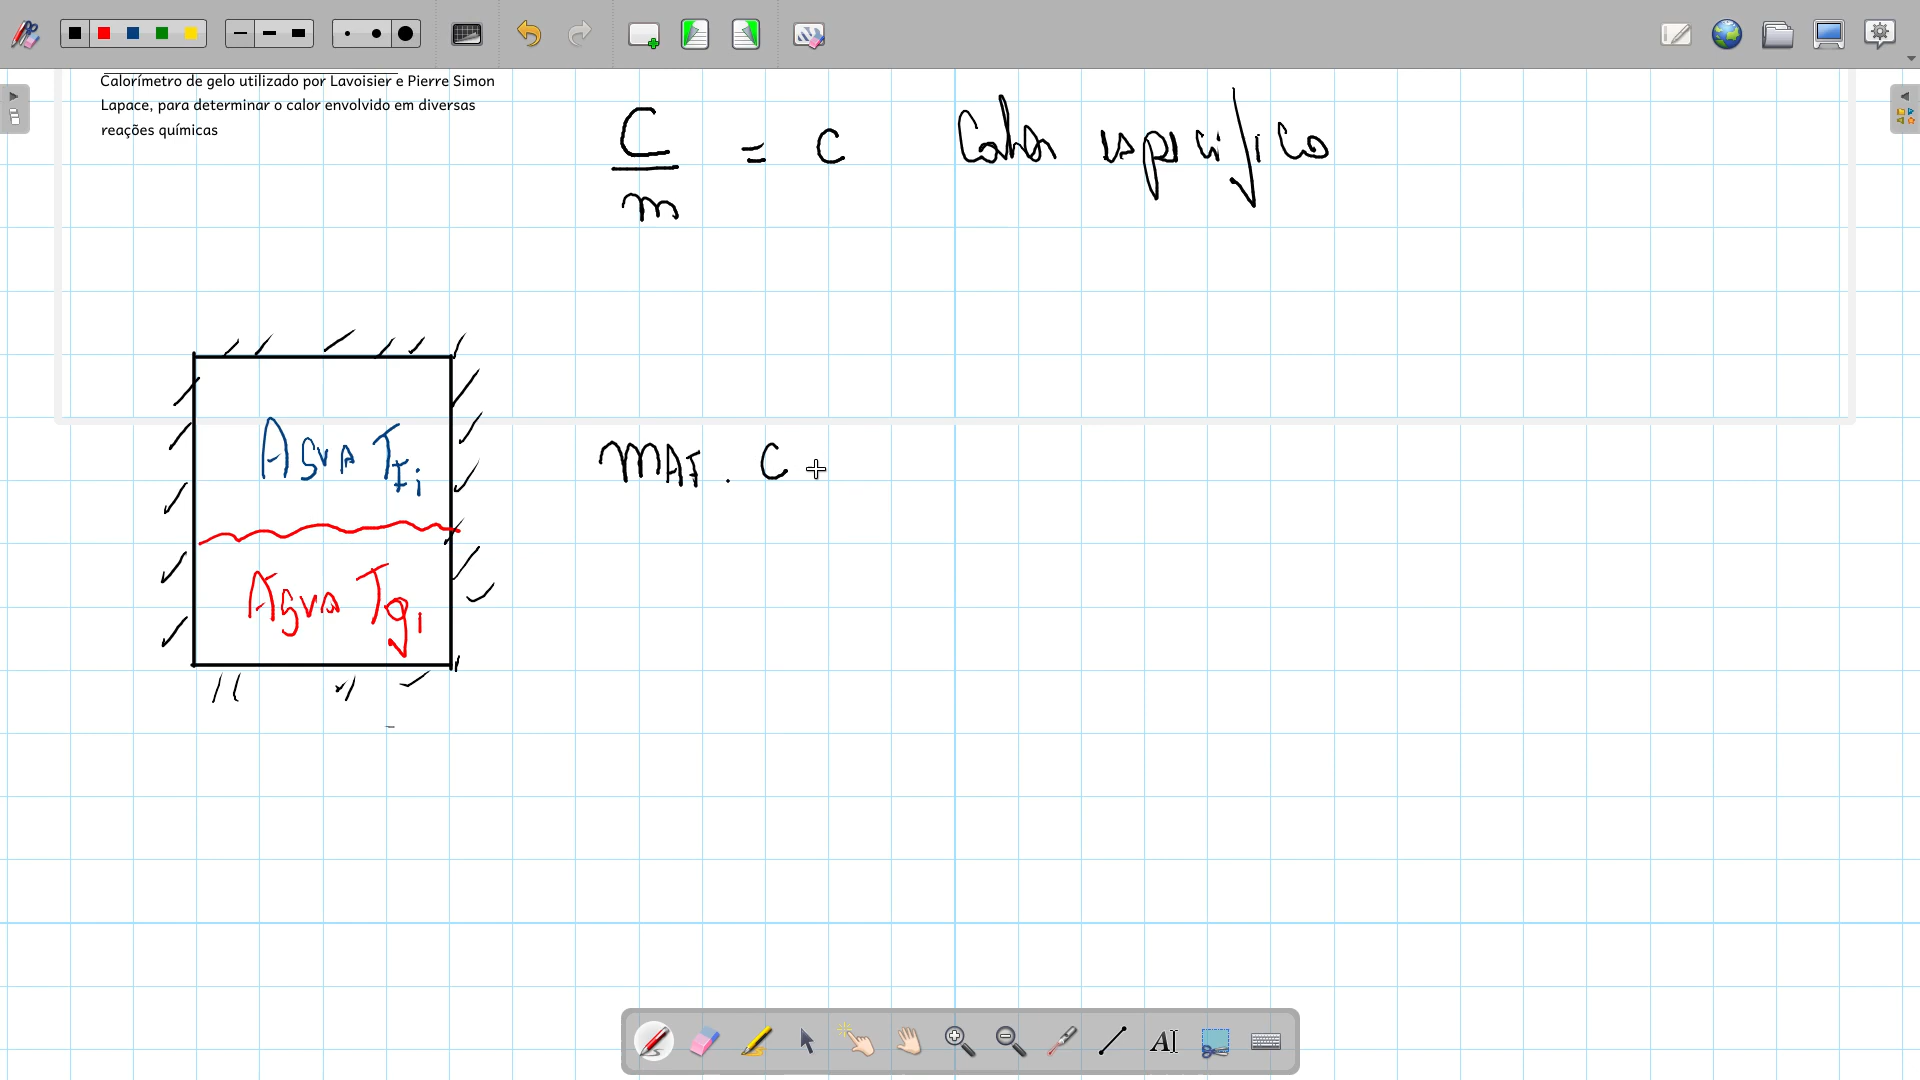 Calorímetro de gelo utilizado por Lavoisier e Pierre Simon
Lapace, para determinar o calor envolvido em diversas
reações químicas
C
m
= c Calor específico
Água Tfi
Água Tgi
mAF . C